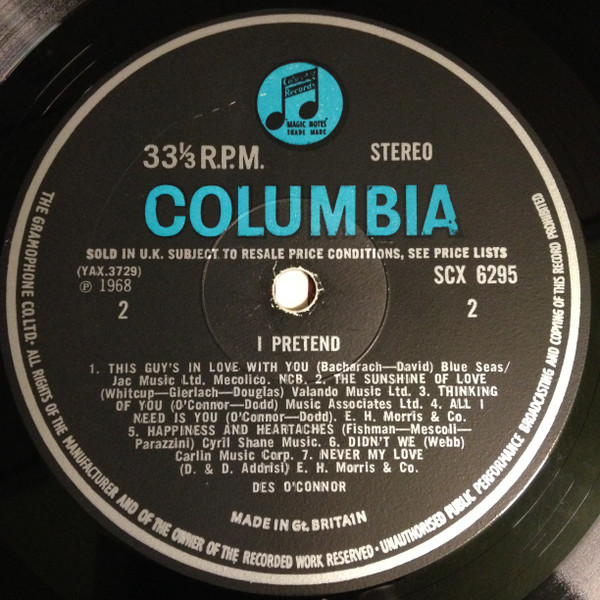 Columbia
Records
MAGIC NOTES
TRADE MARK
33⅓ R.P.M.
STEREO
COLUMBIA
SOLD IN U.K. SUBJECT TO RESALE PRICE CONDITIONS, SEE PRICE LISTS
(YAX.3729)
SCX 6295
℗ 1968
2
2
I PRETEND
1. THIS GUY'S IN LOVE WITH YOU (Bacharach—David) Blue Seas/
Jac Music Ltd. Mecolico. NCB. 2. THE SUNSHINE OF LOVE
(Whitcup—Gierlach—Douglas) Valando Music Ltd. 3. THINKING
OF YOU (O'Connor—Dodd) Music Associates Ltd. 4. ALL I
NEED IS YOU (O'Connor—Dodd). E. H. Morris & Co.
5. HAPPINESS AND HEARTACHES (Fishman—Mescoli—
Parazzini) Cyril Shane Music. 6. DIDN'T WE (Webb)
Carlin Music Corp. 7. NEVER MY LOVE
(D. & D. Addrisi) E. H. Morris & Co.
DES O'CONNOR
MADE IN Gt. BRITAIN
THE GRAMOPHONE CO. LTD. · ALL RIGHTS OF THE MANUFACTURER AND OF THE OWNER OF THE RECORDED WORK RESERVED · UNAUTHORISED PUBLIC PERFORMANCE BROADCASTING AND COPYING OF THIS RECORD PROHIBITED